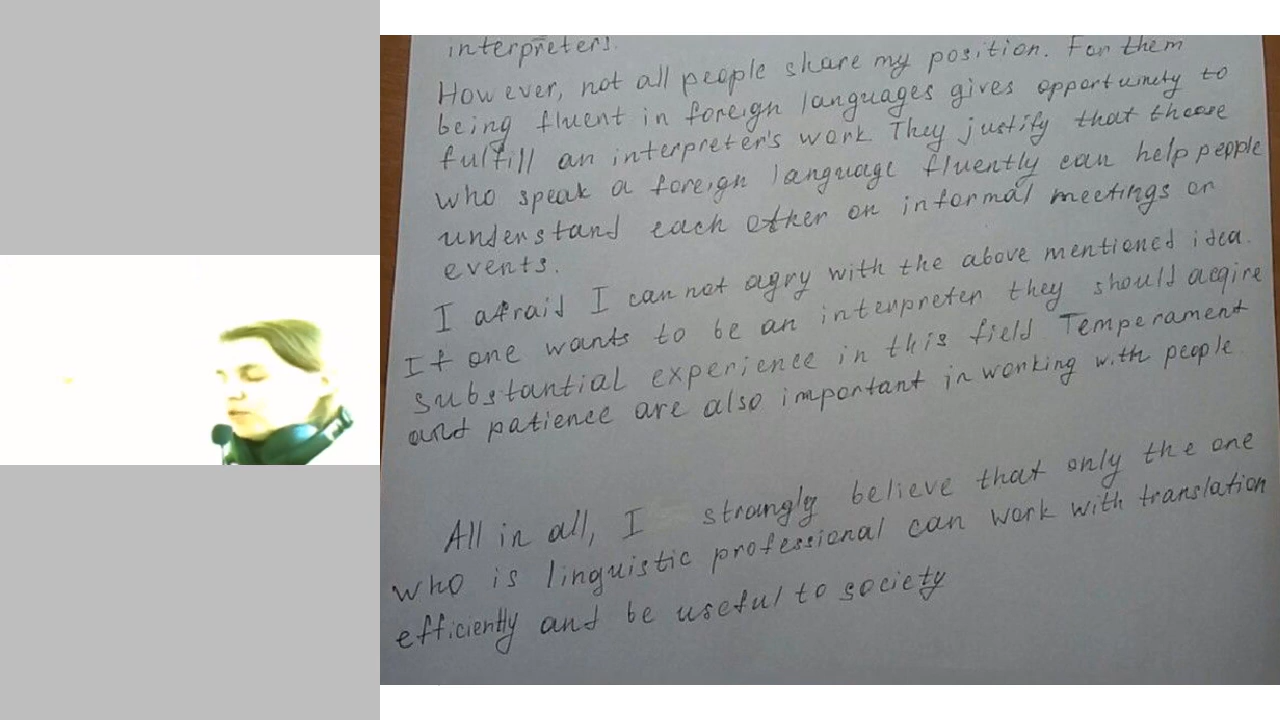 interpreters.
However, not all people share my position. For them
being fluent in foreign languages gives opportunity to
fulfill an interpreter's work They justify that those
who speak a foreign language fluently can help people
understand each other on informal meetings or
events.
I afraid I can not agry with the above mentioned idea.
If one wants to be an interpreter they should aeqire
substantial experience in this field Temperament
and patience are also important in working with people
All in all, I strongly believe that only the one
who is linguistic professional can work with translation
efficiently and be useful to society